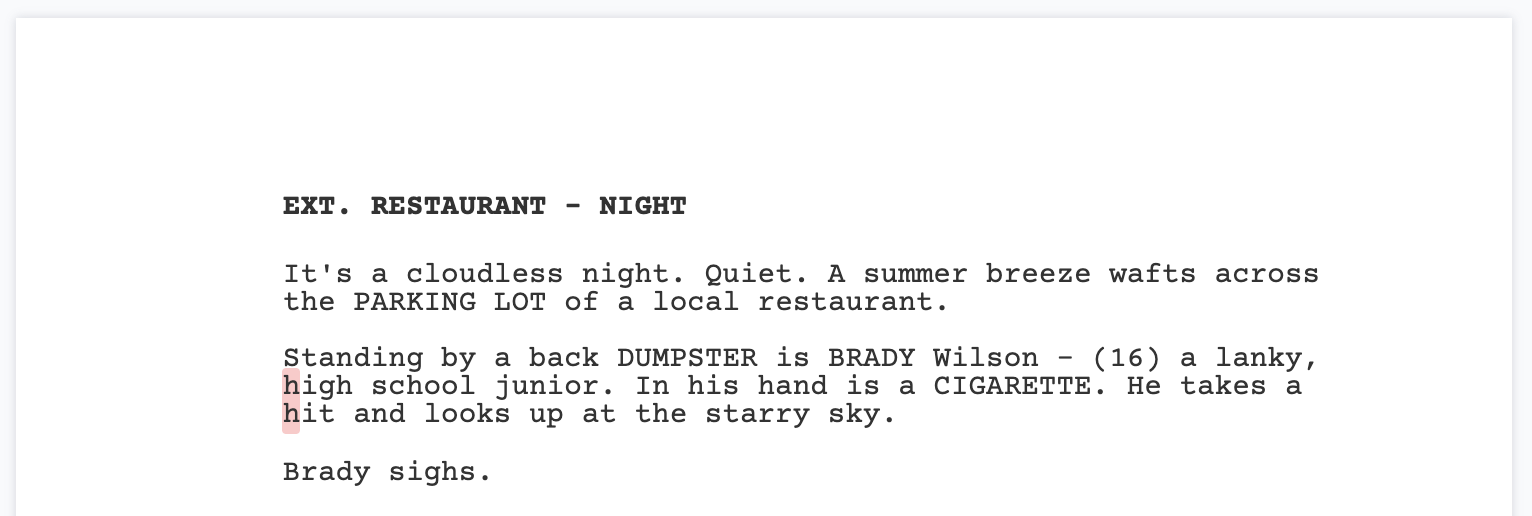 EXT. RESTAURANT - NIGHT
It's a cloudless night. Quiet. A summer breeze wafts across
the PARKING LOT of a local restaurant.
Standing by a back DUMPSTER is BRADY Wilson - (16) a lanky,
high school junior. In his hand is a CIGARETTE. He takes a
hit and looks up at the starry sky.
Brady sighs.